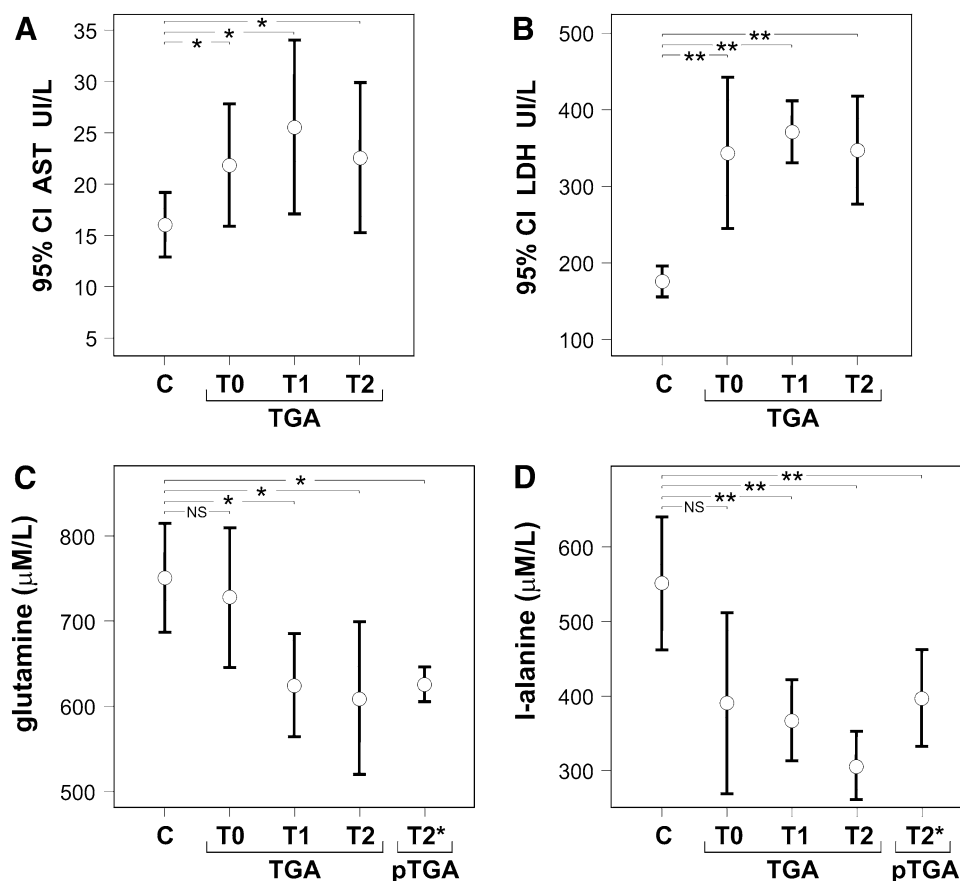 A
95% CI AST UI/L
35
30
25
20
15
10
5
*
*
*
C T0 T1 T2
TGA
B
95% CI LDH UI/L
500
400
300
200
100
**
**
**
C T0 T1 T2
TGA
C
glutamine (μM/L)
800
700
600
500
*
*
*
NS
C T0 T1 T2 T2*
TGA pTGA
D
l-alanine (μM/L)
600
500
400
300
**
**
**
NS
C T0 T1 T2 T2*
TGA pTGA